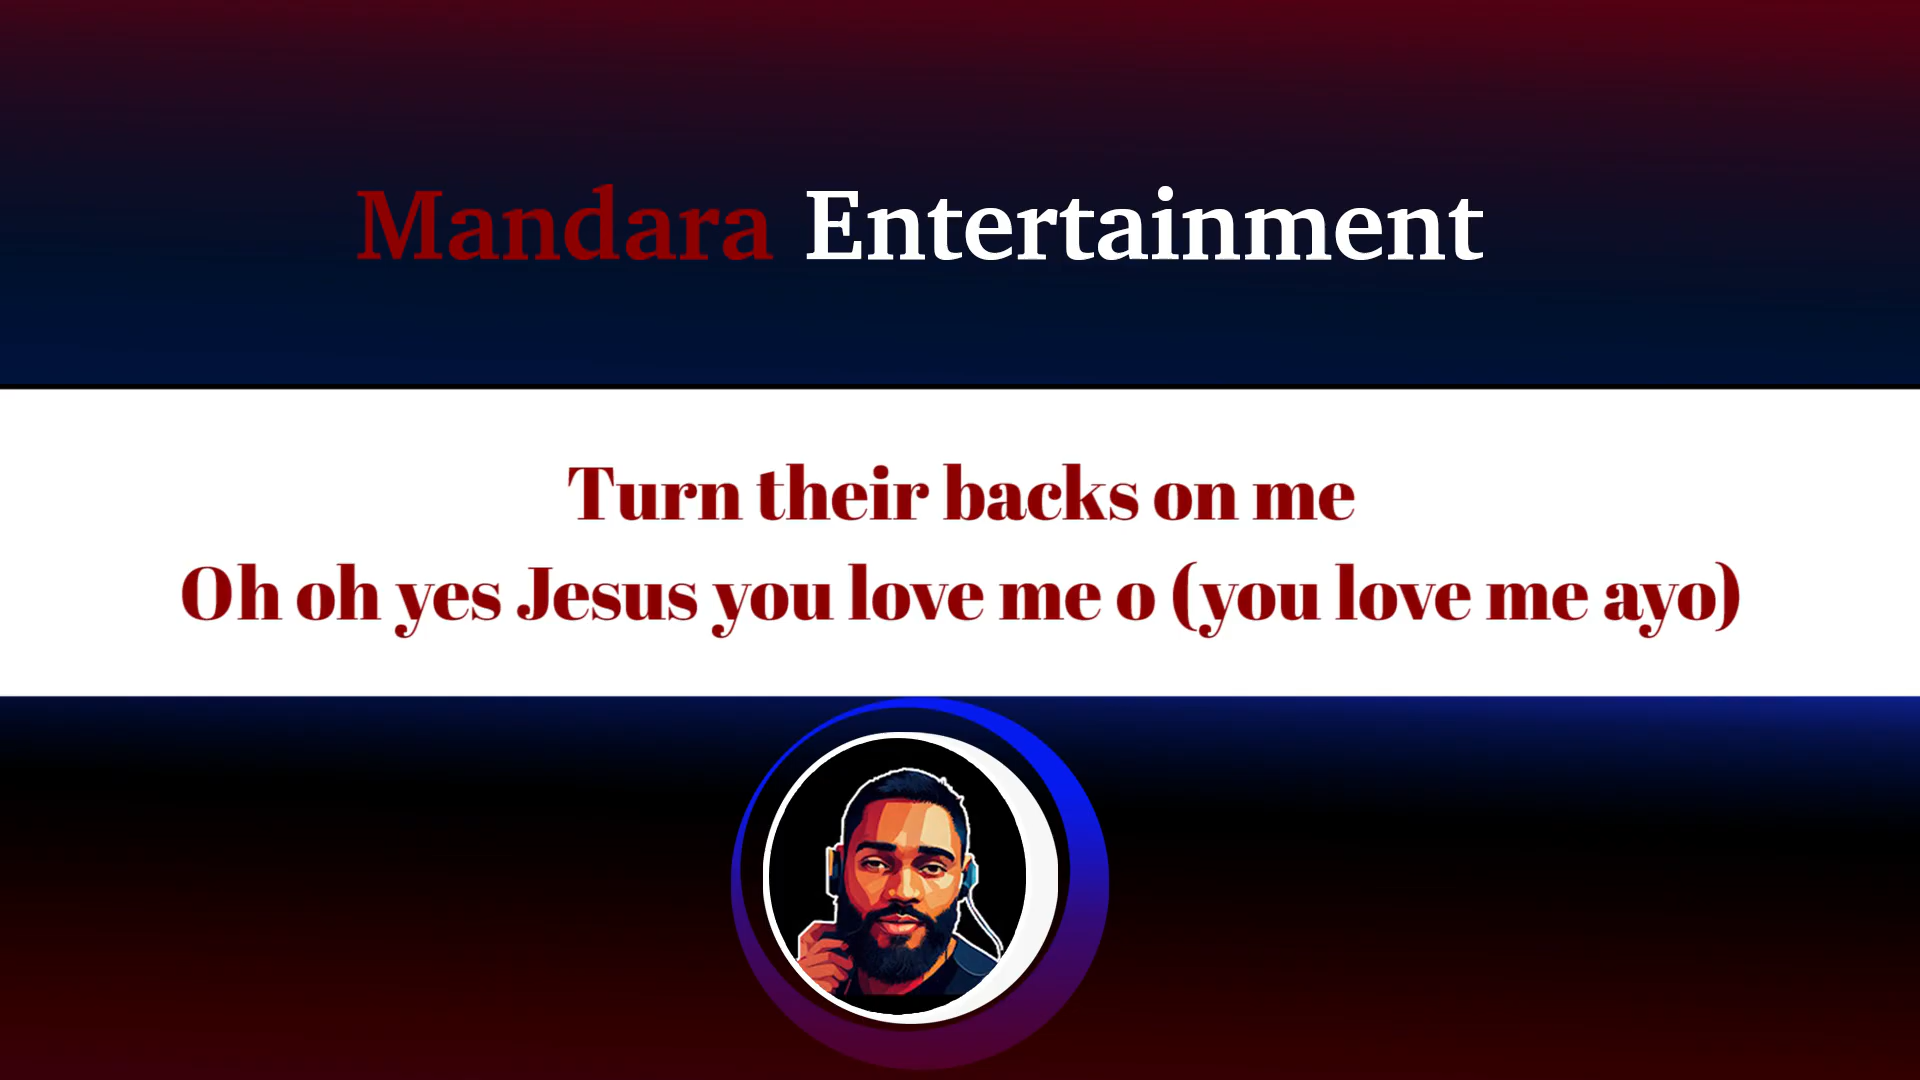 Mandara Entertainment
Turn their backs on me
Oh oh yes Jesus you love me o (you love me ayo)